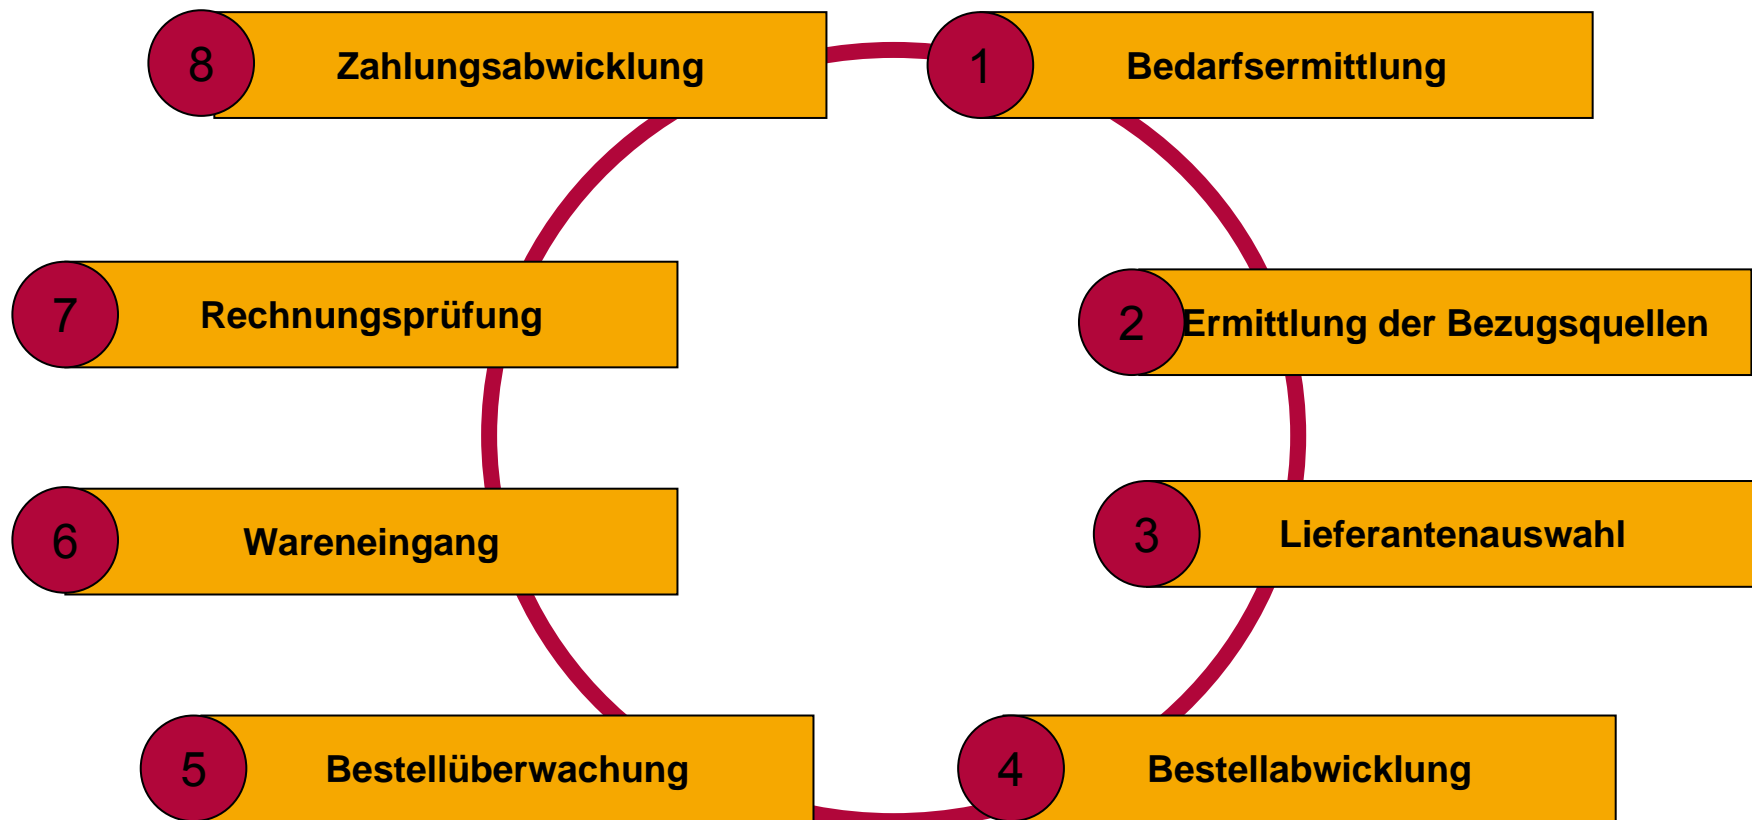 1 Bedarfsermittlung
2 Ermittlung der Bezugsquellen
3 Lieferantenauswahl
4 Bestellabwicklung
5 Bestellüberwachung
6 Wareneingang
7 Rechnungsprüfung
8 Zahlungsabwicklung